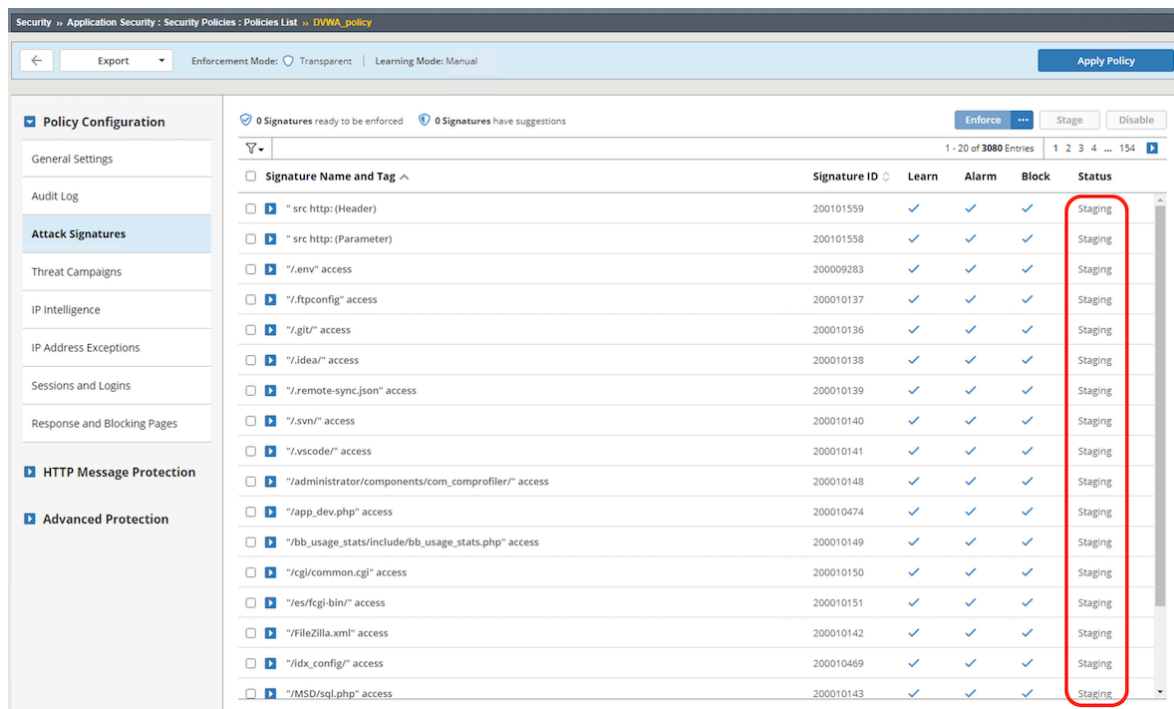 Security ›› Application Security : Security Policies : Policies List ›› DVWA_policy
Export Enforcement Mode: Transparent | Learning Mode: Manual Apply Policy
Policy Configuration
General Settings
Audit Log
Attack Signatures
Threat Campaigns
IP Intelligence
IP Address Exceptions
Sessions and Logins
Response and Blocking Pages
HTTP Message Protection
Advanced Protection
0 Signatures ready to be enforced 0 Signatures have suggestions Enforce ... Stage Disable
1 - 20 of 3080 Entries 1 2 3 4 ... 154
Signature Name and Tag Signature ID Learn Alarm Block Status
" src http: (Header) 200101559 Staging
" src http: (Parameter) 200101558 Staging
"/.env" access 200009283 Staging
"/.ftpconfig" access 200010137 Staging
"/.git/" access 200010136 Staging
"/.idea/" access 200010138 Staging
"/.remote-sync.json" access 200010139 Staging
"/.svn/" access 200010140 Staging
"/.vscode/" access 200010141 Staging
"/administrator/components/com_comprofiler/" access 200010148 Staging
"/app_dev.php" access 200010474 Staging
"/bb_usage_stats/include/bb_usage_stats.php" access 200010149 Staging
"/cgi/common.cgi" access 200010150 Staging
"/es/fcgi-bin/" access 200010151 Staging
"/FileZilla.xml" access 200010142 Staging
"/idx_config/" access 200010469 Staging
"/MSD/sql.php" access 200010143 Staging